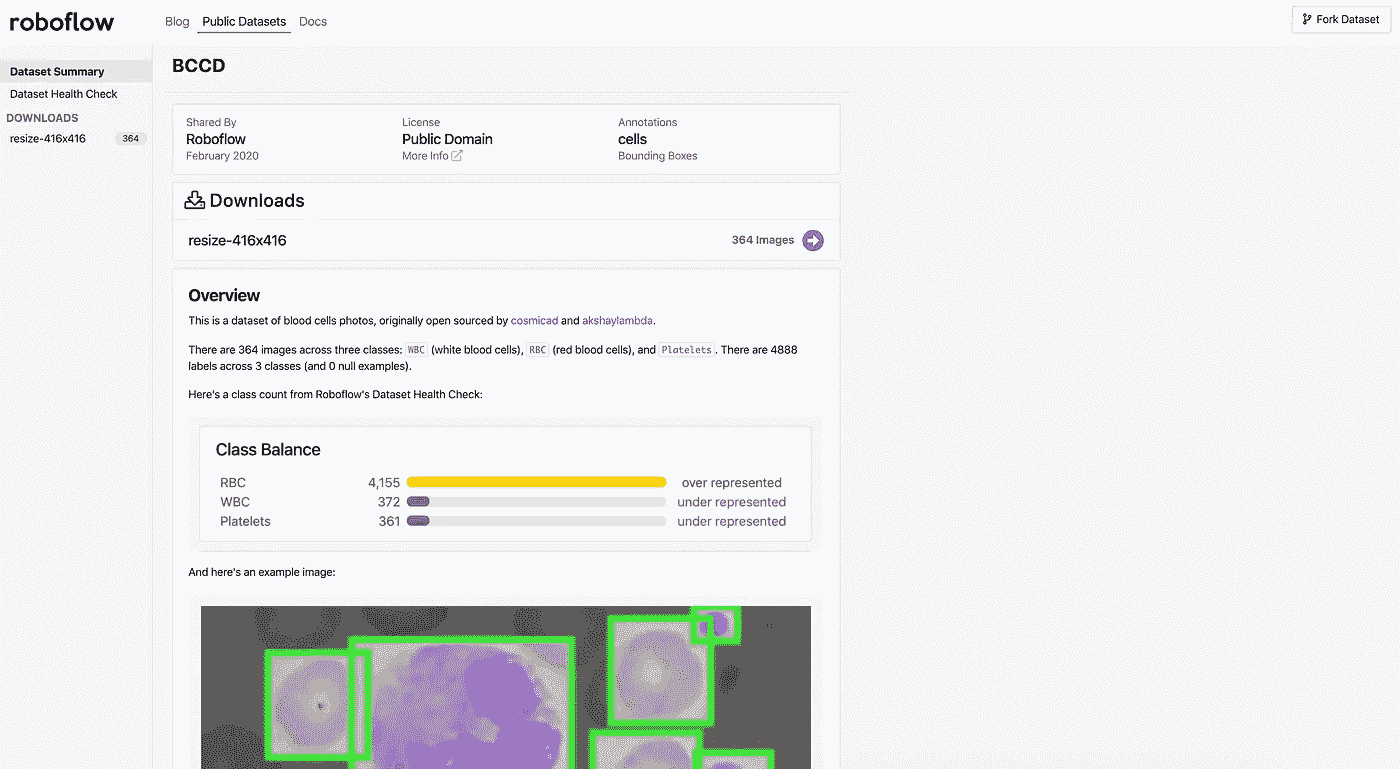 roboflow
Blog Public Datasets Docs
Fork Dataset
Dataset Summary
Dataset Health Check
DOWNLOADS
resize-416x416 364
BCCD
Shared By
Roboflow
February 2020
License
Public Domain
More Info
Annotations
cells
Bounding Boxes
Downloads
resize-416x416 364 Images
Overview
This is a dataset of blood cells photos, originally open sourced by cosmicad and akshaylambda.
There are 364 images across three classes: WBC (white blood cells), RBC (red blood cells), and Platelets. There are 4888
labels across 3 classes (and 0 null examples).
Here's a class count from Roboflow's Dataset Health Check:
Class Balance
RBC 4,155 over represented
WBC 372 under represented
Platelets 361 under represented
And here's an example image: